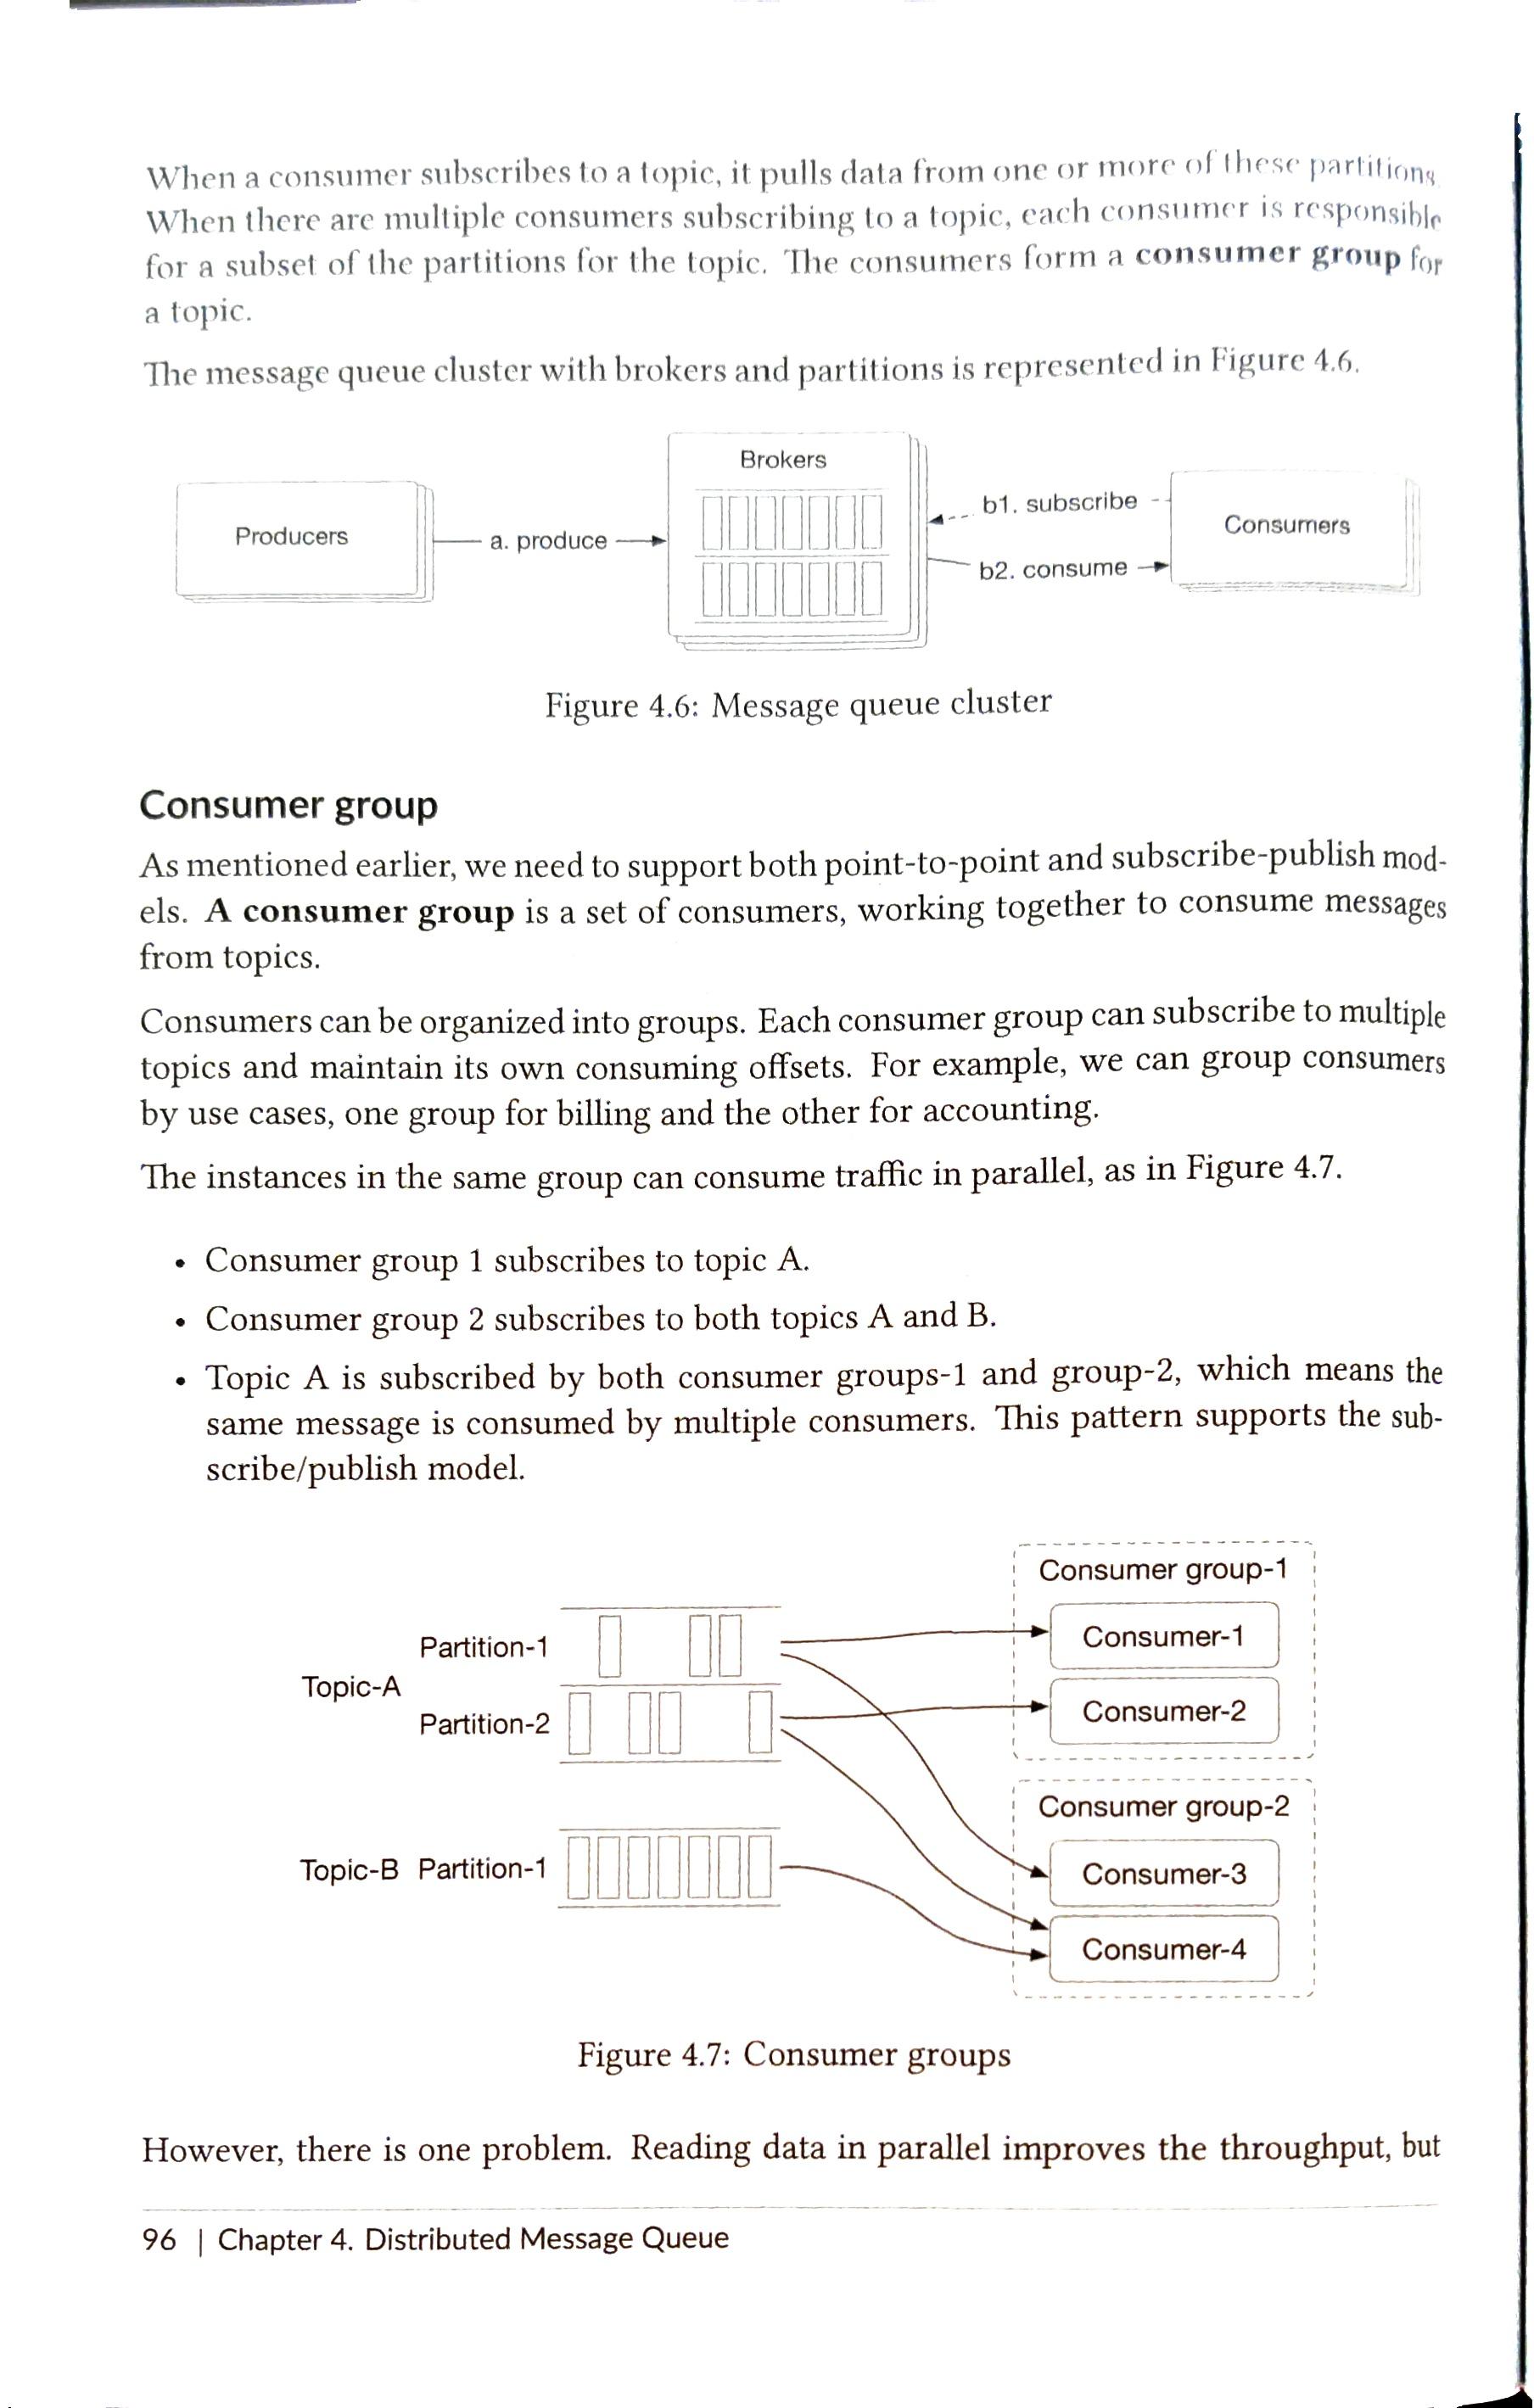 When a consumer subscribes to a topic, it pulls data from one or more of these partitions
When there are multiple consumers subscribing to a topic, each consumer is responsible
for a subset of the partitions for the topic. The consumers form a consumer group for
a topic.
The message queue cluster with brokers and partitions is represented in Figure 4.6.
Brokers
Producers
a. produce
b1. subscribe
b2. consume
Consumers
Figure 4.6: Message queue cluster
Consumer group
As mentioned earlier, we need to support both point-to-point and subscribe-publish mod-
els. A consumer group is a set of consumers, working together to consume messages
from topics.
Consumers can be organized into groups. Each consumer group can subscribe to multiple
topics and maintain its own consuming offsets. For example, we can group consumers
by use cases, one group for billing and the other for accounting.
The instances in the same group can consume traffic in parallel, as in Figure 4.7.
• Consumer group 1 subscribes to topic A.
• Consumer group 2 subscribes to both topics A and B.
• Topic A is subscribed by both consumer groups-1 and group-2, which means the
same message is consumed by multiple consumers. This pattern supports the sub-
scribe/publish model.
Topic-A
Partition-1
Partition-2
Topic-B Partition-1
Consumer group-1
Consumer-1
Consumer-2
Consumer group-2
Consumer-3
Consumer-4
Figure 4.7: Consumer groups
However, there is one problem. Reading data in parallel improves the throughput, but
96 | Chapter 4. Distributed Message Queue